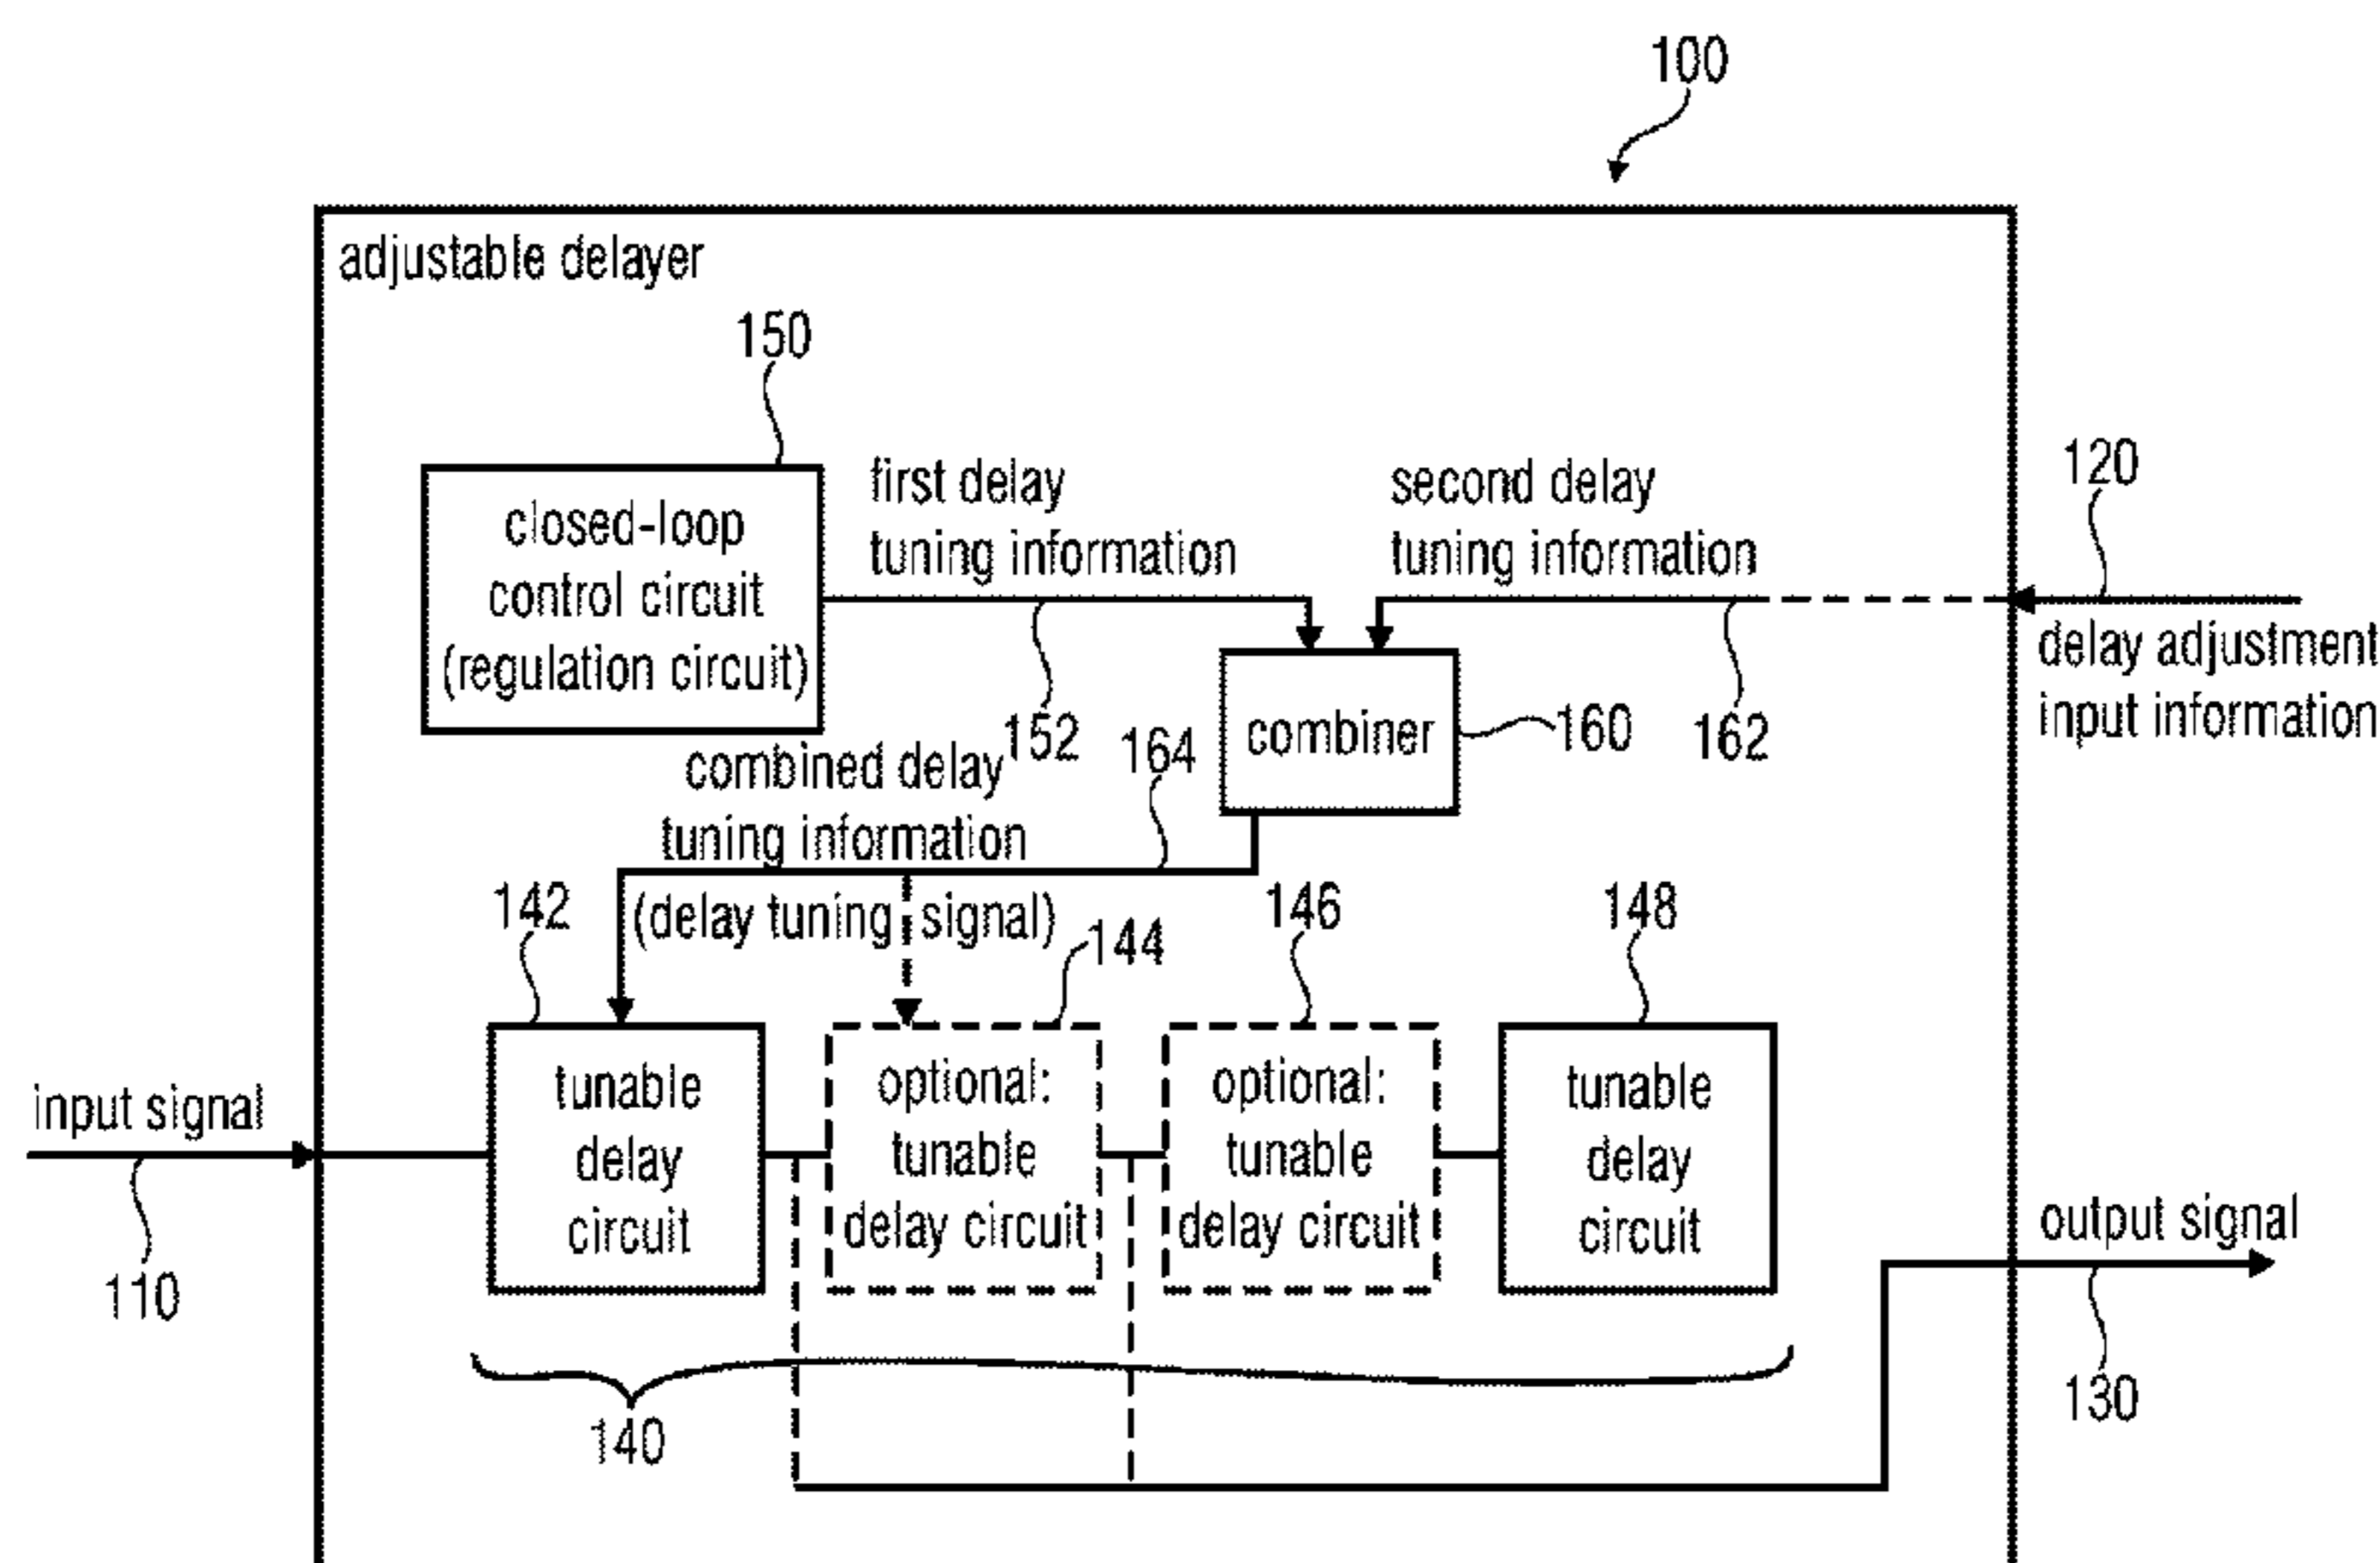 100
adjustable delayer
150
closed-loop
control circuit
(regulation circuit)
first delay
tuning information
152
second delay
tuning information
162
120
delay adjustment
input information
combiner
160
combined delay
tuning information
(delay tuning signal)
164
142
144
146
148
input signal
110
tunable
delay
circuit
optional:
tunable
delay circuit
optional:
tunable
delay circuit
tunable
delay
circuit
output signal
130
140